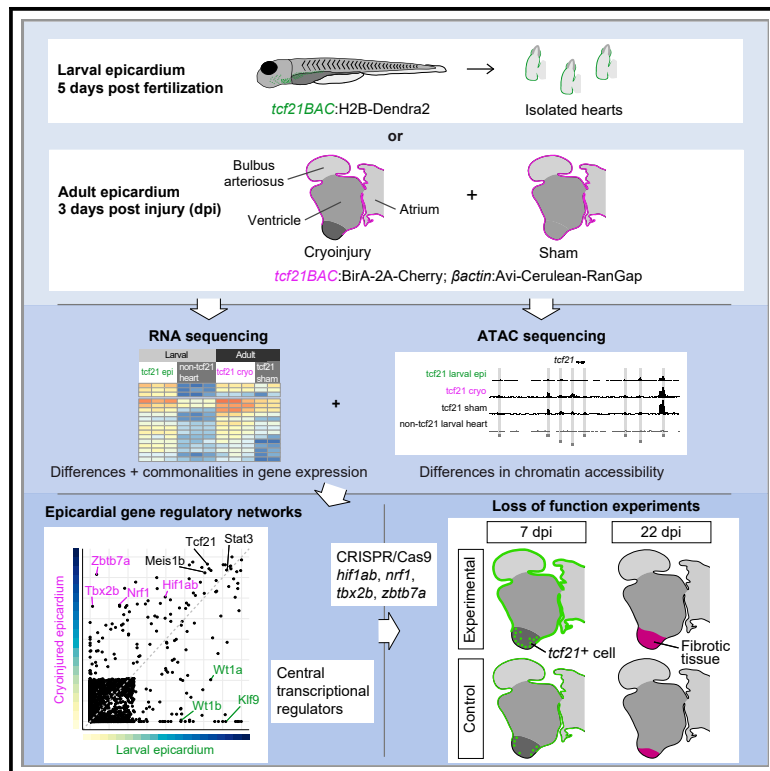 Larval epicardium
5 days post fertilization
tcf21BAC:H2B-Dendra2
Isolated hearts
or
Adult epicardium
3 days post injury (dpi)
Bulbus
arteriosus
Ventricle
Atrium
+
Cryoinjury
Sham
tcf21BAC:BirA-2A-Cherry; βactin:Avi-Cerulean-RanGap
RNA sequencing
Larval
Adult
tcf21 epi
non-tcf21
heart
tcf21 cryo
tcf21
sham
Differences + commonalities in gene expression
+
ATAC sequencing
tcf21
tcf21 larval epi
tcf21 cryo
tcf21 sham
non-tcf21 larval heart
Differences in chromatin accessibility
Epicardial gene regulatory networks
Cryoinjured epicardium
Zbtb7a
Tcf21
Stat3
Meis1b
Tbx2b
Nrf1
Hif1ab
Wt1a
Wt1b
Klf9
Larval epicardium
CRISPR/Cas9
hif1ab, nrf1,
tbx2b, zbtb7a
Central
transcriptional
regulators
Loss of function experiments
7 dpi
22 dpi
Experimental
Control
tcf21+ cell
Fibrotic
tissue